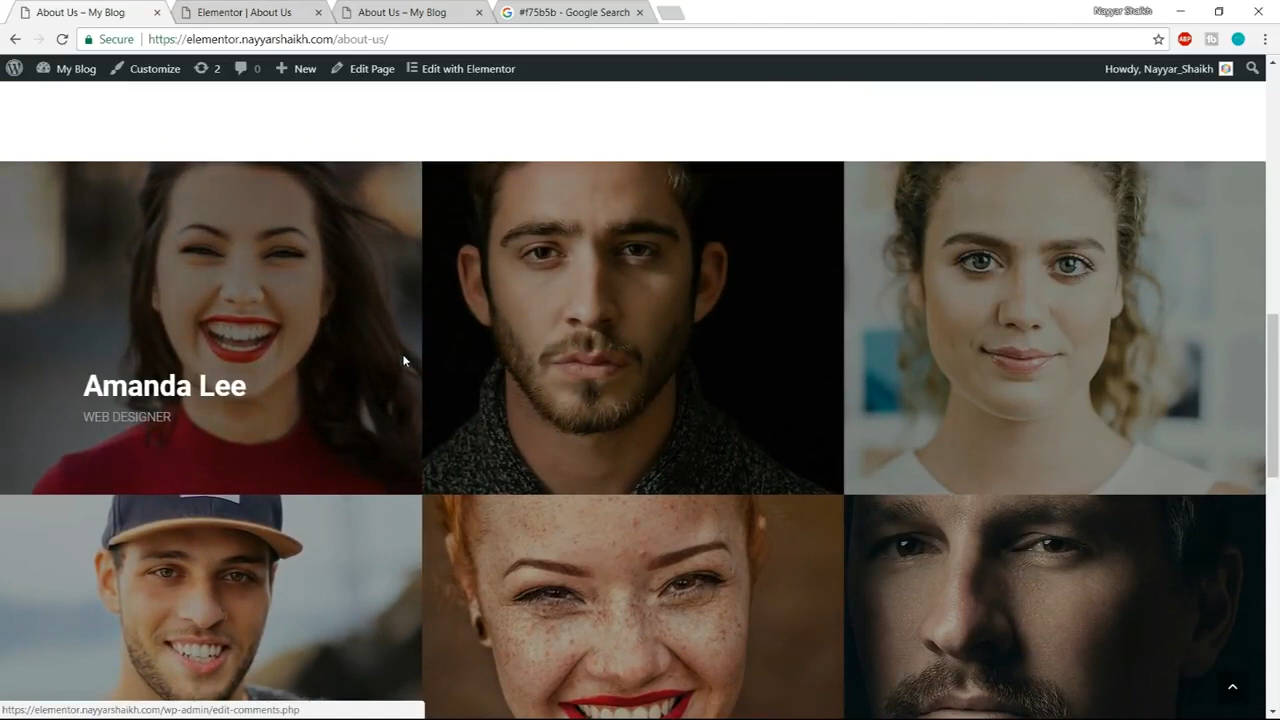 About Us – My Blog
Elementor | About Us
About Us – My Blog
#f75b5b - Google Search
Nayyar Shaikh
Secure
https://elementor.nayyarshaikh.com/about-us/
ABP
My Blog
Customize
2
0
New
Edit Page
Edit with Elementor
Howdy, Nayyar_Shaikh
Amanda Lee
WEB DESIGNER
https://elementor.nayyarshaikh.com/wp-admin/edit-comments.php